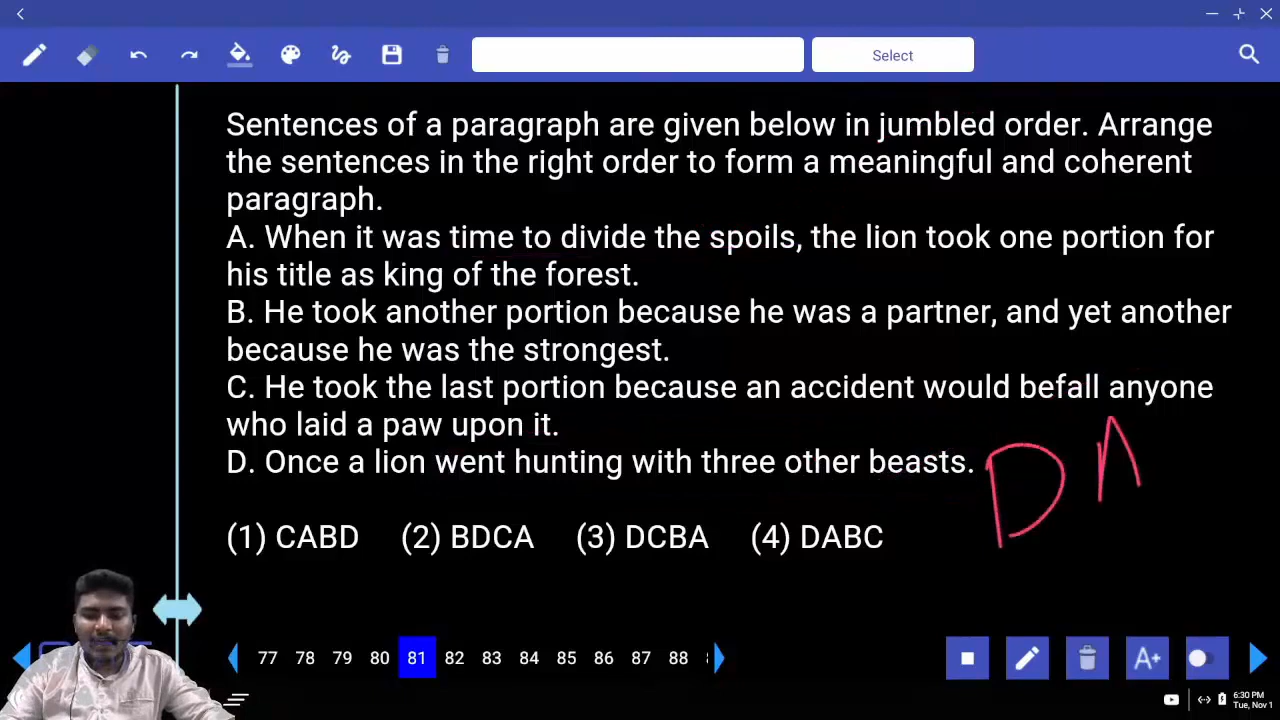 Select
Sentences of a paragraph are given below in jumbled order. Arrange
the sentences in the right order to form a meaningful and coherent
paragraph.
A. When it was time to divide the spoils, the lion took one portion for
his title as king of the forest.
B. He took another portion because he was a partner, and yet another
because he was the strongest.
C. He took the last portion because an accident would befall anyone
who laid a paw upon it.
D. Once a lion went hunting with three other beasts.
D
(1) CABD (2) BDCA (3) DCBA (4) DABC
77 78 79 80 81 82 83 84 85 86 87 88
A+
6:30 PM
Tue, Nov 1